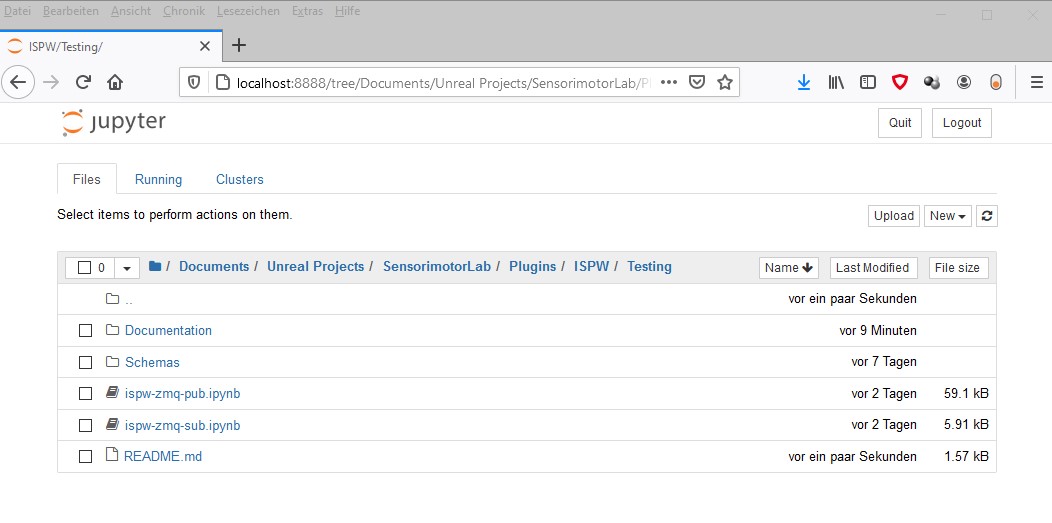 Datei Bearbeiten Ansicht Chronik Lesezeichen Extras Hilfe
ISPW/Testing/
localhost:8888/tree/Documents/Unreal Projects/SensorimotorLab/Pl
jupyter
Quit Logout
Files Running Clusters
Select items to perform actions on them.
Upload New
0 / Documents / Unreal Projects / SensorimotorLab / Plugins / ISPW / Testing Name Last Modified File size
.. vor ein paar Sekunden
Documentation vor 9 Minuten
Schemas vor 7 Tagen
ispw-zmq-pub.ipynb vor 2 Tagen 59.1 kB
ispw-zmq-sub.ipynb vor 2 Tagen 5.91 kB
README.md vor ein paar Sekunden 1.57 kB